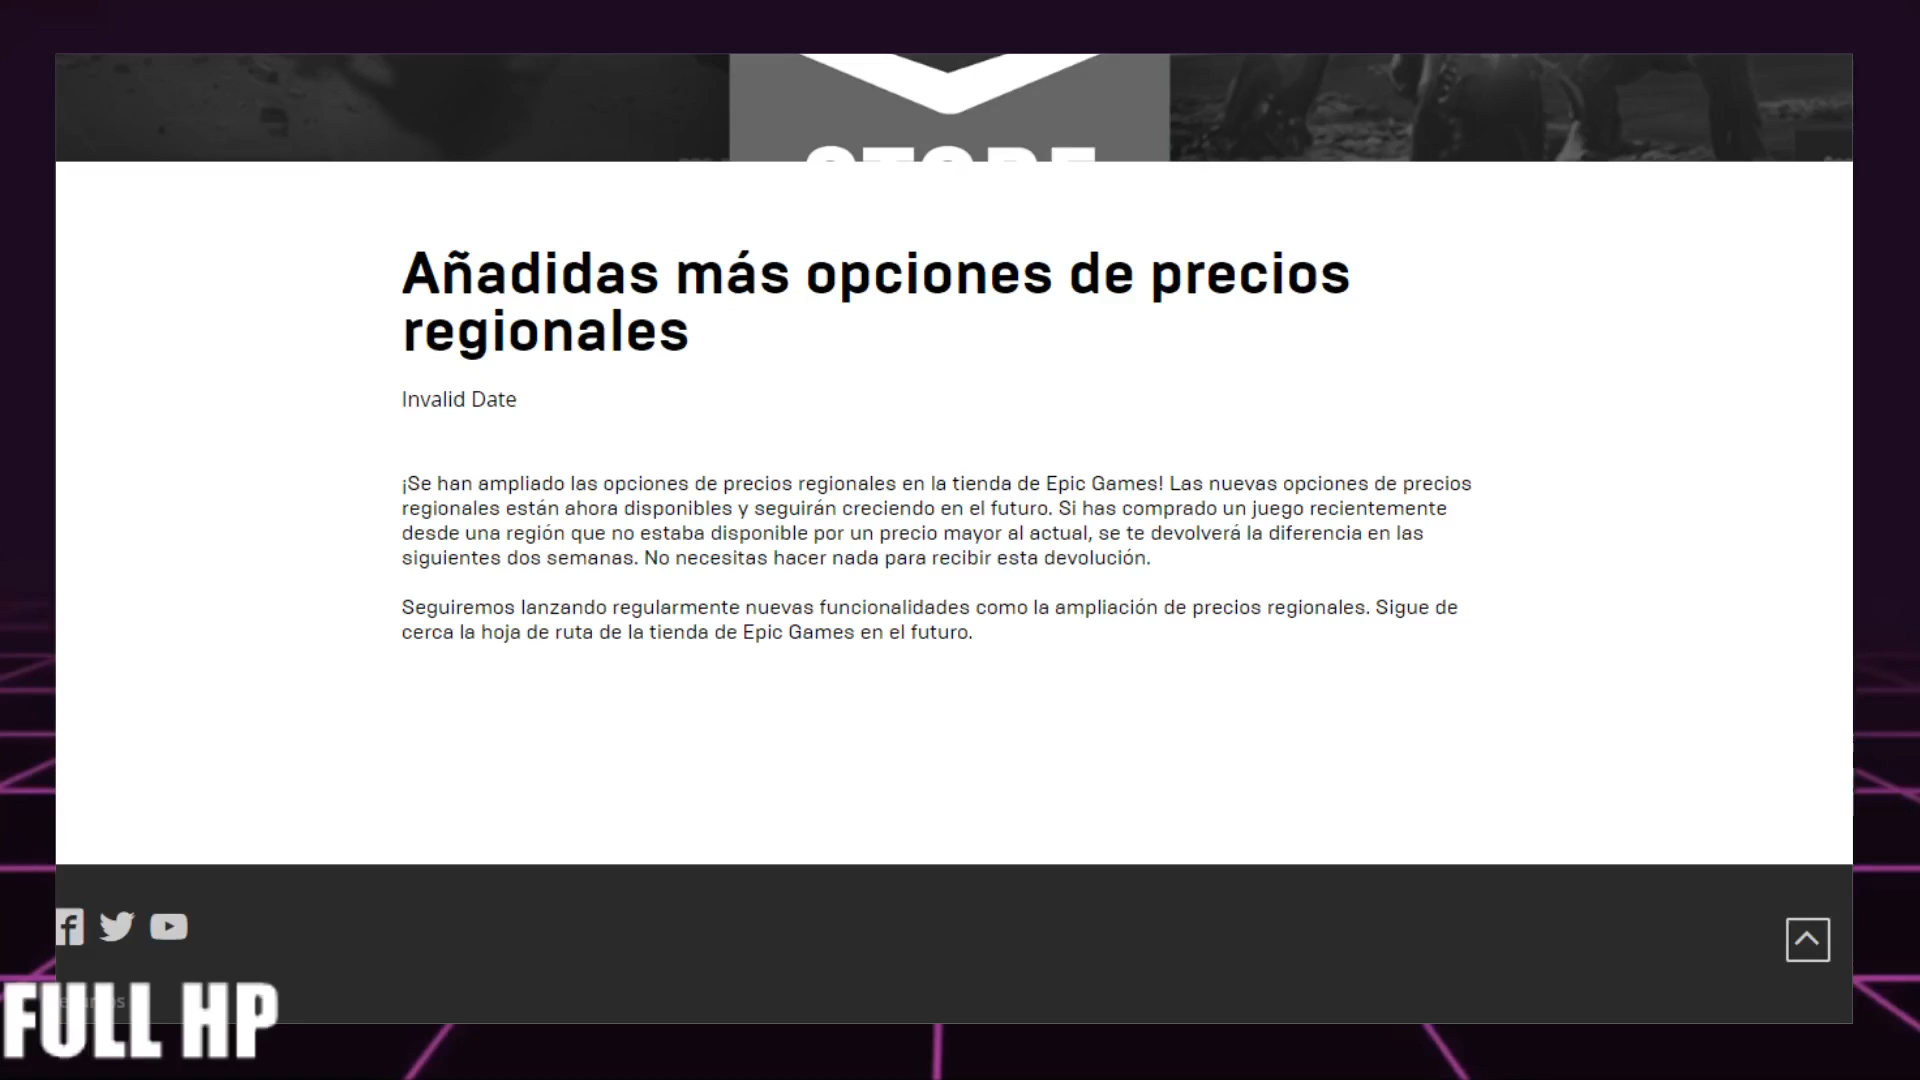 STORE
Añadidas más opciones de precios
regionales
Invalid Date
¡Se han ampliado las opciones de precios regionales en la tienda de Epic Games! Las nuevas opciones de precios
regionales están ahora disponibles y seguirán creciendo en el futuro. Si has comprado un juego recientemente
desde una región que no estaba disponible por un precio mayor al actual, se te devolverá la diferencia en las
siguientes dos semanas. No necesitas hacer nada para recibir esta devolución.
Seguiremos lanzando regularmente nuevas funcionalidades como la ampliación de precios regionales. Sigue de
cerca la hoja de ruta de la tienda de Epic Games en el futuro.
FULL HP